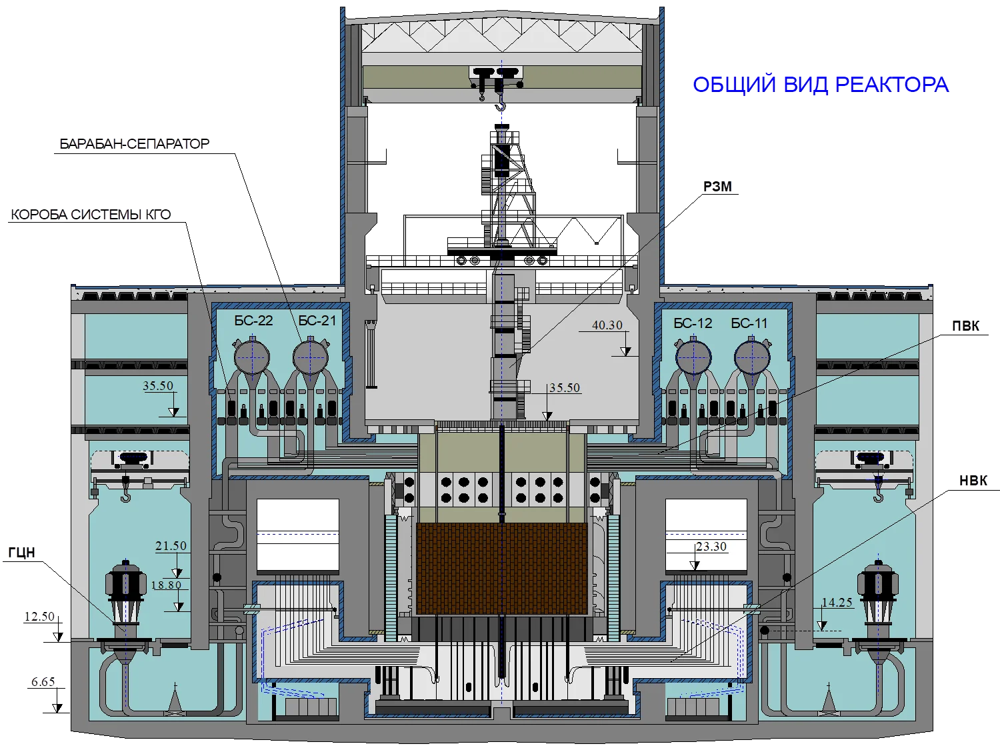 ОБЩИЙ ВИД РЕАКТОРА
БАРАБАН-СЕПАРАТОР
РЗМ
КОРОБА СИСТЕМЫ КГО
БС-22
БС-21
БС-12
БС-11
40.30
ПВК
35.50
35.50
НВК
21.50
23.30
ГЦН
18.80
14.25
12.50
6.65